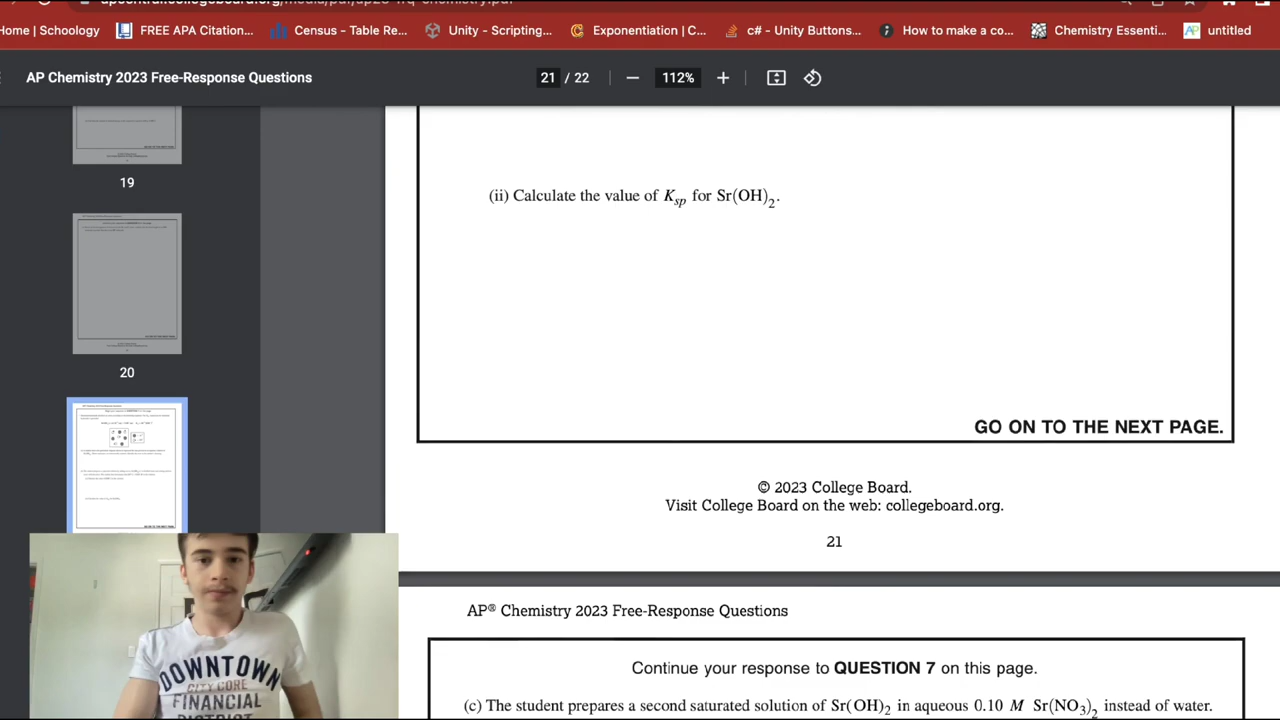 Home | Schoology FREE APA Citation... Census - Table Re... Unity - Scripting... Exponentiation | C... c# - Unity Buttons... How to make a co... Chemistry Essenti... AP untitled
AP Chemistry 2023 Free-Response Questions 21 / 22 112%
19
20
(ii) Calculate the value of Ksp for Sr(OH)2.
GO ON TO THE NEXT PAGE.
© 2023 College Board.
Visit College Board on the web: collegeboard.org.
21
AP® Chemistry 2023 Free-Response Questions
Continue your response to QUESTION 7 on this page.
(c) The student prepares a second saturated solution of Sr(OH)2 in aqueous 0.10 M Sr(NO3)2 instead of water.
DOWNTOWN
CITY CORE
FINANCIAL
DISTRICT